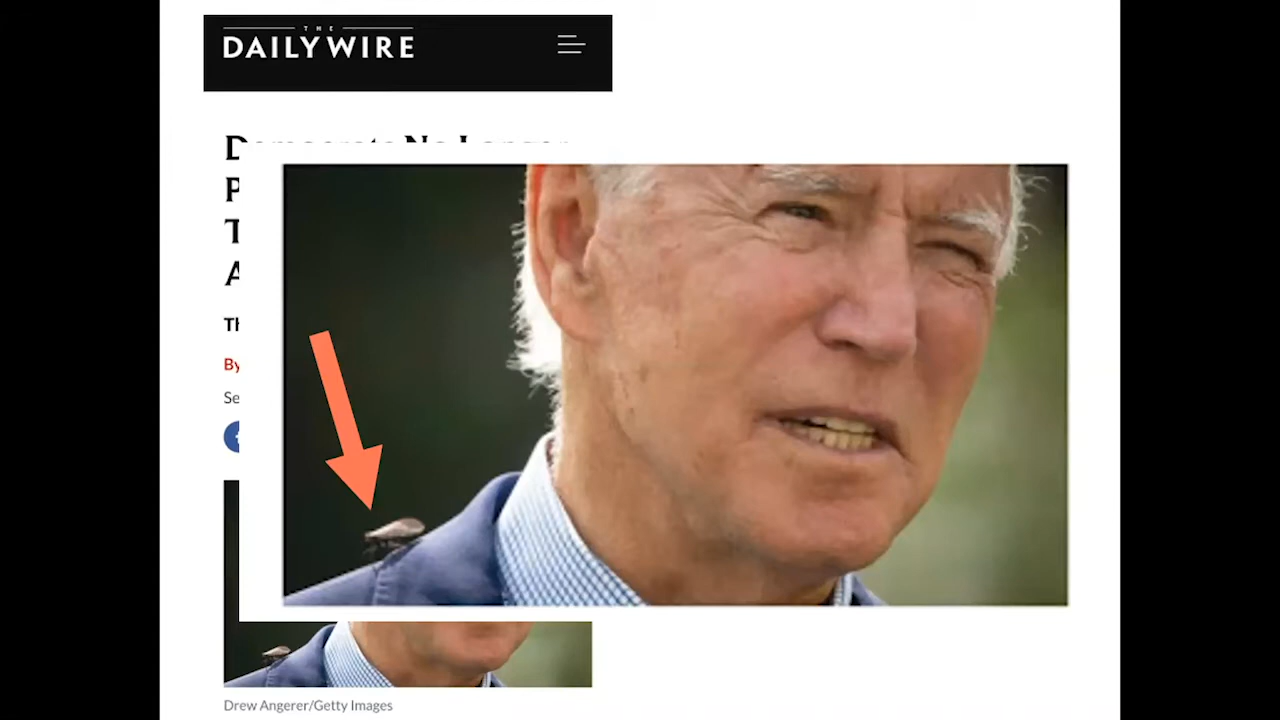 THE
DAILY WIRE
Democrats No Longer
P
T
A
Th
By
Se
Drew Angerer/Getty Images